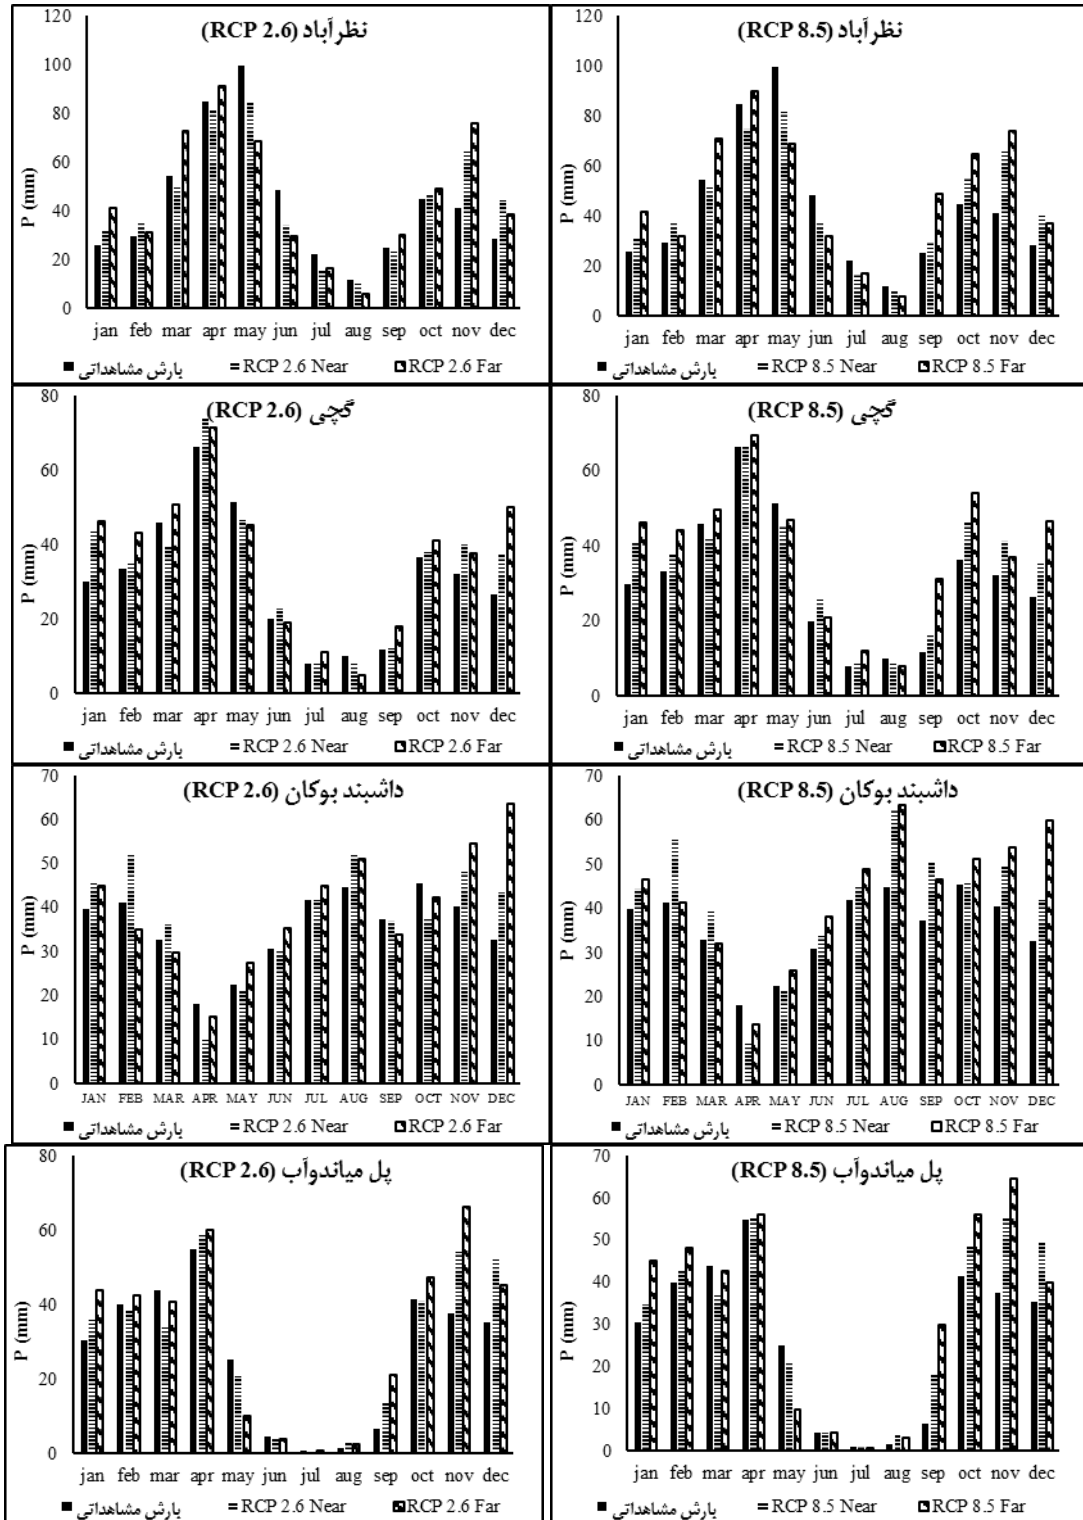 نظرآباد (RCP 2.6)
120
100
80
60
40
20
0
P (mm)
jan feb mar apr may jun jul aug sep oct nov dec
بارش مشاهداتی RCP 2.6 Near RCP 2.6 Far
نظرآباد (RCP 8.5)
120
100
80
60
40
20
0
P (mm)
jan feb mar apr may jun jul aug sep oct nov dec
بارش مشاهداتی RCP 8.5 Near RCP 8.5 Far
گچی (RCP 2.6)
80
60
40
20
0
P (mm)
jan feb mar apr may jun jul aug sep oct nov dec
بارش مشاهداتی RCP 2.6 Near RCP 2.6 Far
گچی (RCP 8.5)
80
60
40
20
0
P (mm)
jan feb mar apr may jun jul aug sep oct nov dec
بارش مشاهداتی RCP 8.5 Near RCP 8.5 Far
داشبند بوکان (RCP 2.6)
70
60
50
40
30
20
10
0
P (mm)
JAN FEB MAR APR MAY JUN JUL AUG SEP OCT NOV DEC
بارش مشاهداتی RCP 2.6 Near RCP 2.6 Far
داشبند بوکان (RCP 8.5)
70
60
50
40
30
20
10
0
P (mm)
JAN FEB MAR APR MAY JUN JUL AUG SEP OCT NOV DEC
بارش مشاهداتی RCP 8.5 Near RCP 8.5 Far
پل میاندوآب (RCP 2.6)
80
60
40
20
0
P (mm)
jan feb mar apr may jun jul aug sep oct nov dec
بارش مشاهداتی RCP 2.6 Near RCP 2.6 Far
پل میاندوآب (RCP 8.5)
70
60
50
40
30
20
10
0
P (mm)
jan feb mar apr may jun jul aug sep oct nov dec
بارش مشاهداتی RCP 8.5 Near RCP 8.5 Far